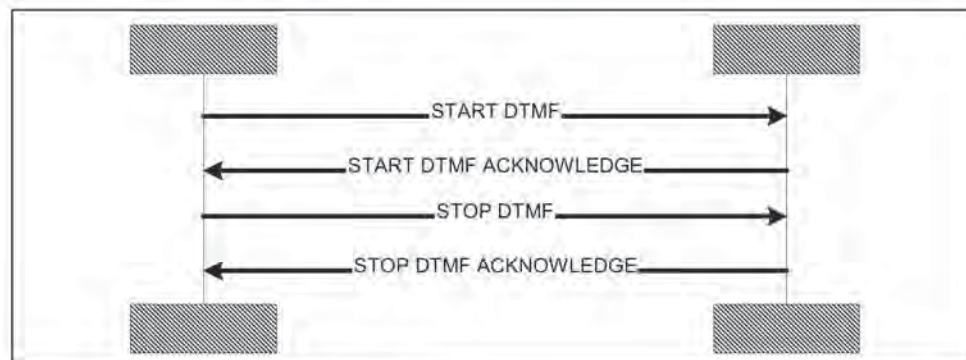 START DTMF
START DTMF ACKNOWLEDGE
STOP DTMF
STOP DTMF ACKNOWLEDGE